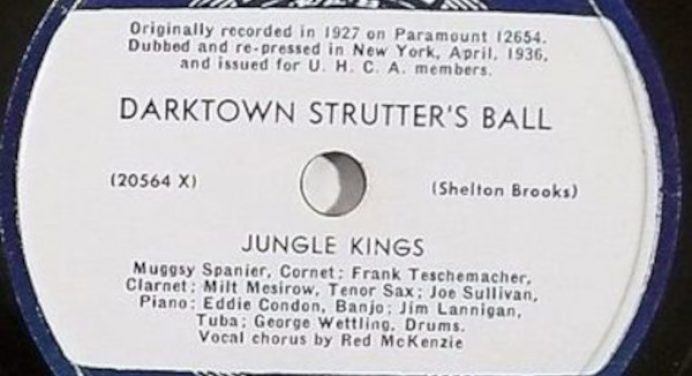 Originally recorded in 1927 on Paramount 12654.
Dubbed and re-pressed in New York, April, 1936,
and issued for U. H. C. A. members.
DARKTOWN STRUTTER'S BALL
(20564 X) (Shelton Brooks)
JUNGLE KINGS
Muggsy Spanier, Cornet; Frank Teschemacher,
Clarnet; Milt Mesirow, Tenor Sax; Joe Sullivan,
Piano; Eddie Condon, Banjo; Jim Lannigan,
Tuba; George Wettling, Drums.
Vocal chorus by Red McKenzie